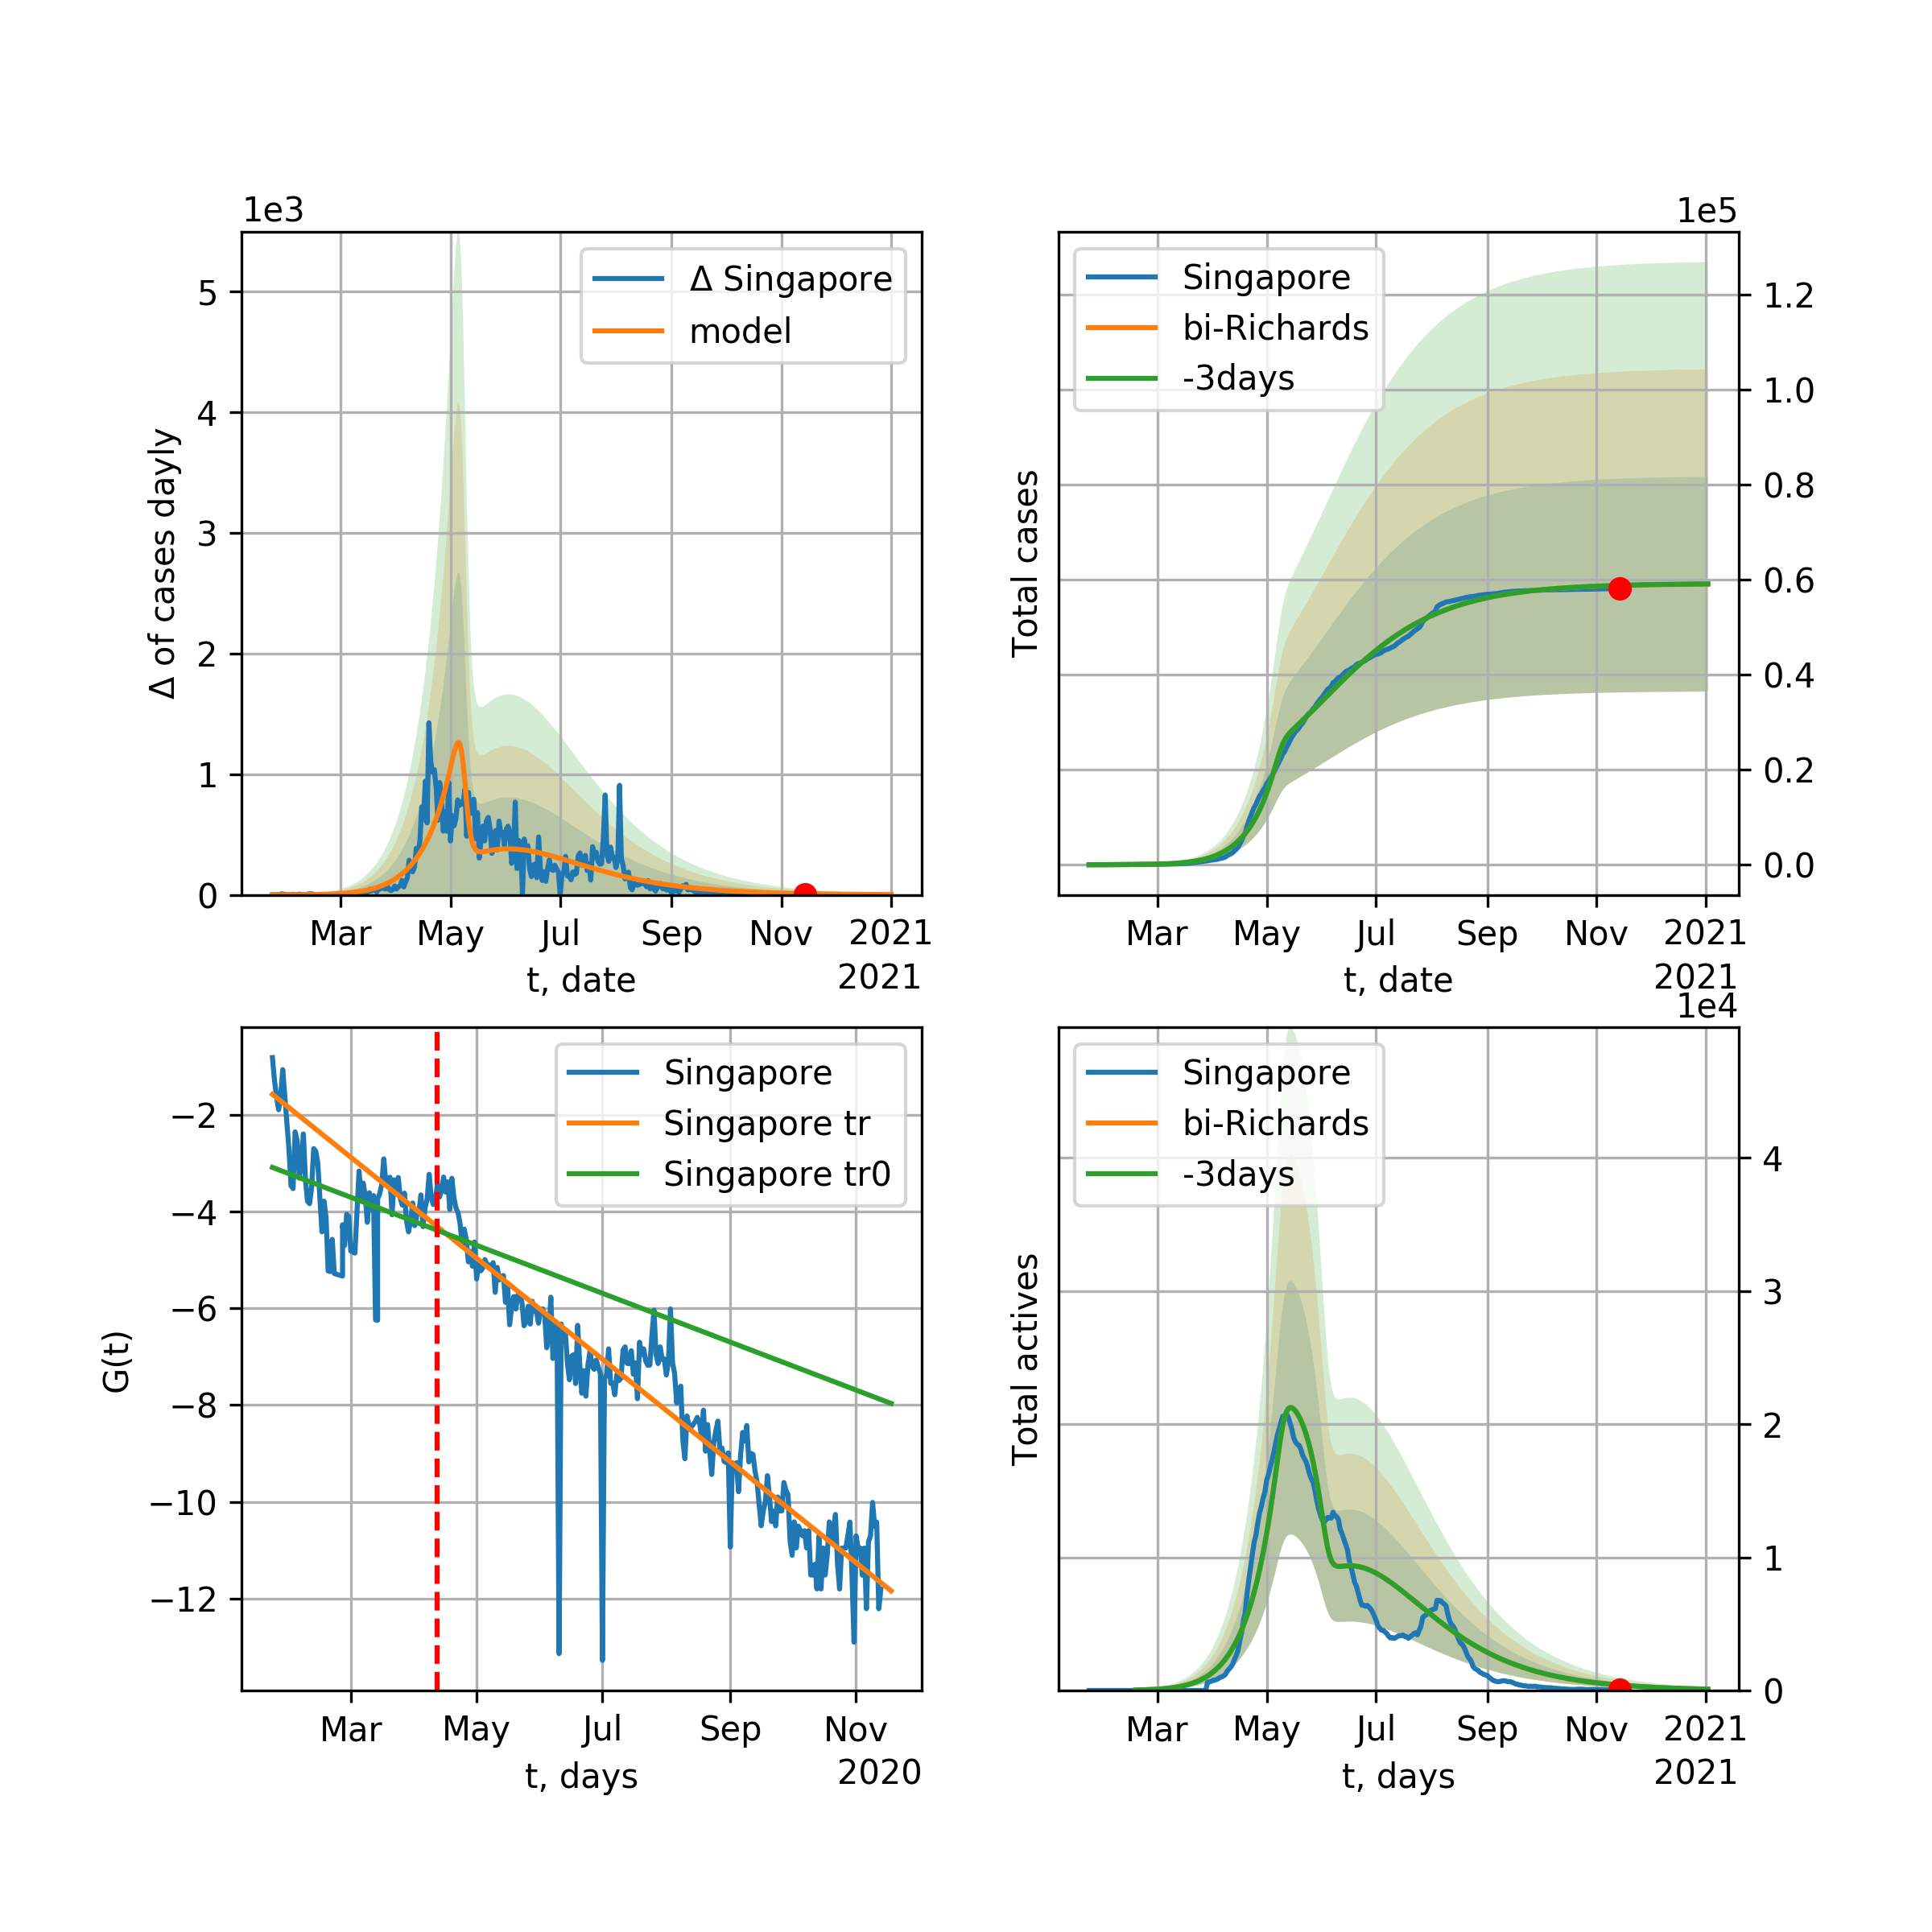 1e3
Δ of cases dayly
5
4
3
2
1
0
Δ Singapore
model
Mar May Jul Sep Nov 2021
t, date 2021
1e5
Total cases
Singapore
bi-Richards
-3days
1.2
1.0
0.8
0.6
0.4
0.2
0.0
Mar May Jul Sep Nov 2021
t, date 2021
G(t)
−2
−4
−6
−8
−10
−12
Singapore
Singapore tr
Singapore tr0
Mar May Jul Sep Nov
t, days 2020
1e4
Total actives
Singapore
bi-Richards
-3days
4
3
2
1
0
Mar May Jul Sep Nov 2021
t, days 2021